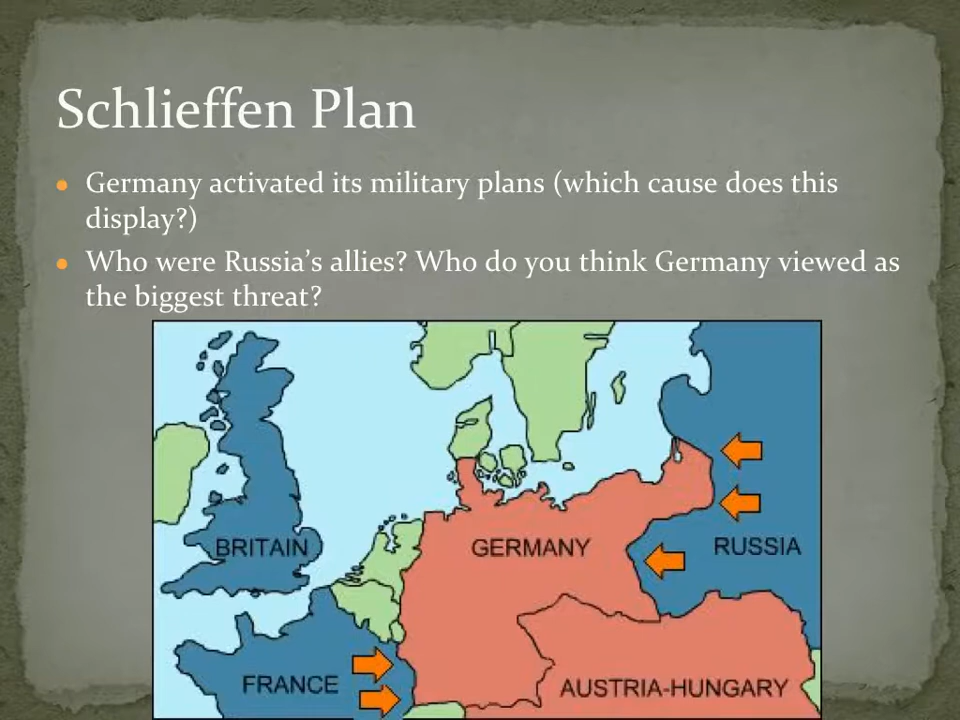 Schlieffen Plan
• Germany activated its military plans (which cause does this
display?)
• Who were Russia’s allies? Who do you think Germany viewed as
the biggest threat?
BRITAIN
GERMANY
RUSSIA
FRANCE
AUSTRIA-HUNGARY